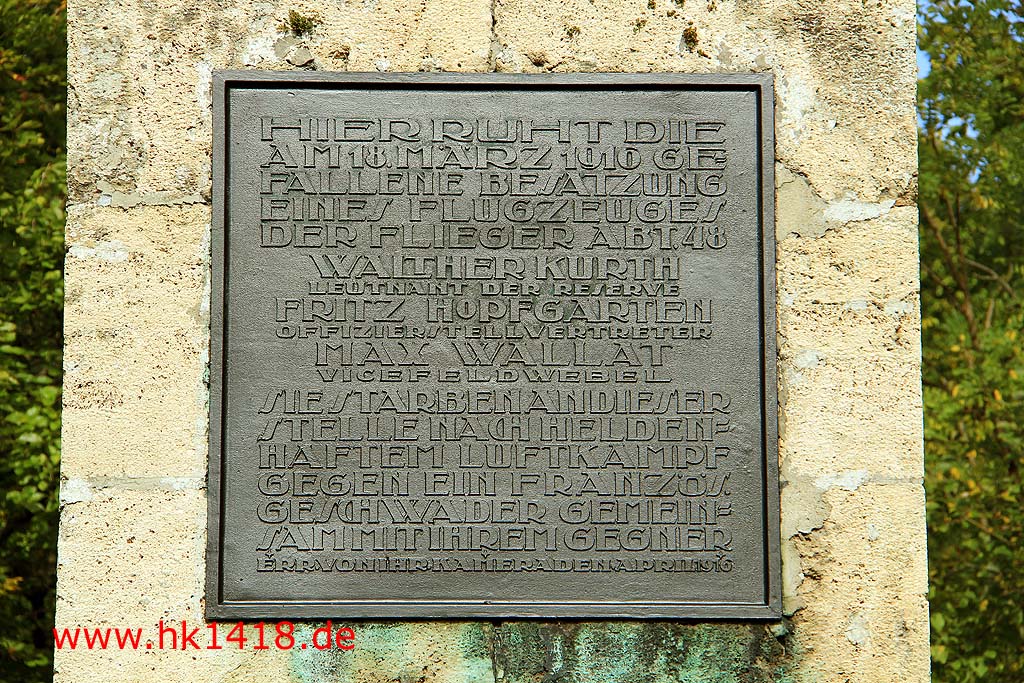 HIER RUHT DIE
AM 18. MÄRZ 1916 GE=
FALLENE BESATZUNG
EINES FLUGZEUGES
DER FLIEGER ABT. 48
WALTHER KURTH
LEUTNANT DER RESERVE
FRITZ HOPFGARTEN
OFFIZIERSTELLVERTRETER
MAX WALLAT
VICEFELDWEBEL
SIE STARBEN AN DIESER
STELLE NACH HELDEN=
HAFTEM LUFTKAMPF
GEGEN EIN FRANZÖS.
GESCHWADER GEMEIN=
SAM MIT IHREM GEGNER
ERR. VON IHR. KAMERADEN. APRIL. 1916
www.hk1418.de